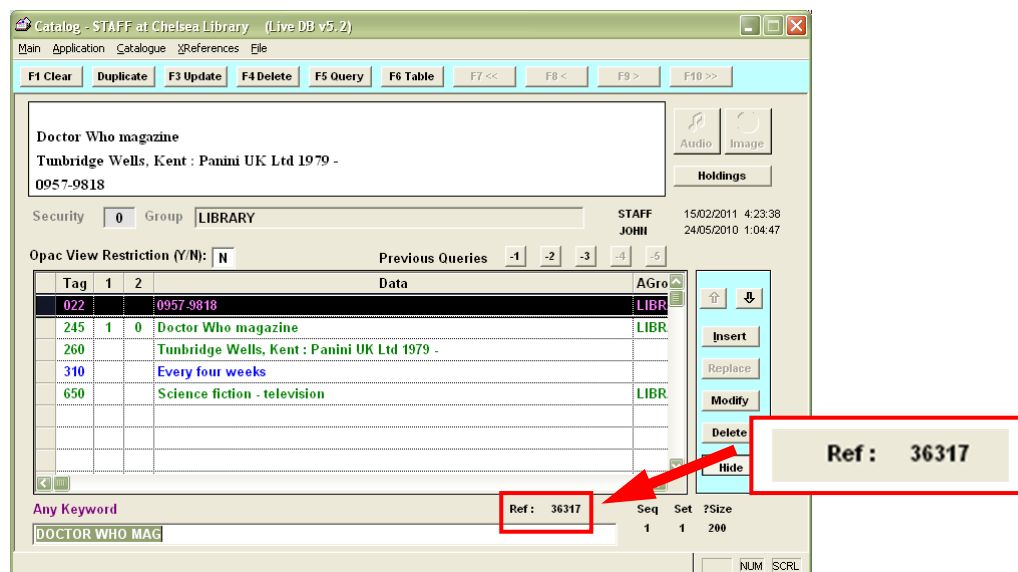 Catalog - STAFF at Chelsea Library (Live DB v5.2)
Main Application Catalogue XReferences File
F1 Clear Duplicate F3 Update F4 Delete F5 Query F6 Table F7 << F8 < F9 > F10 >>
Doctor Who magazine
Tunbridge Wells, Kent : Panini UK Ltd 1979 -
0957-9818
Audio Image
Holdings
Security 0 Group LIBRARY
STAFF 15/02/2011 4:23:38
JOHN 24/05/2010 1:04:47
Opac View Restriction (Y/N): N Previous Queries -1 -2 -3 -4 -5
Tag 1 2 Data AGro
022 0957-9818 LIBR
245 1 0 Doctor Who magazine LIBR
260 Tunbridge Wells, Kent : Panini UK Ltd 1979 -
310 Every four weeks
650 Science fiction - television LIBR
Insert
Replace
Modify
Delete
Hide
Ref : 36317
Any Keyword Ref : 36317 Seq Set ?Size
DOCTOR WHO MAG 1 1 200
NUM SCRL